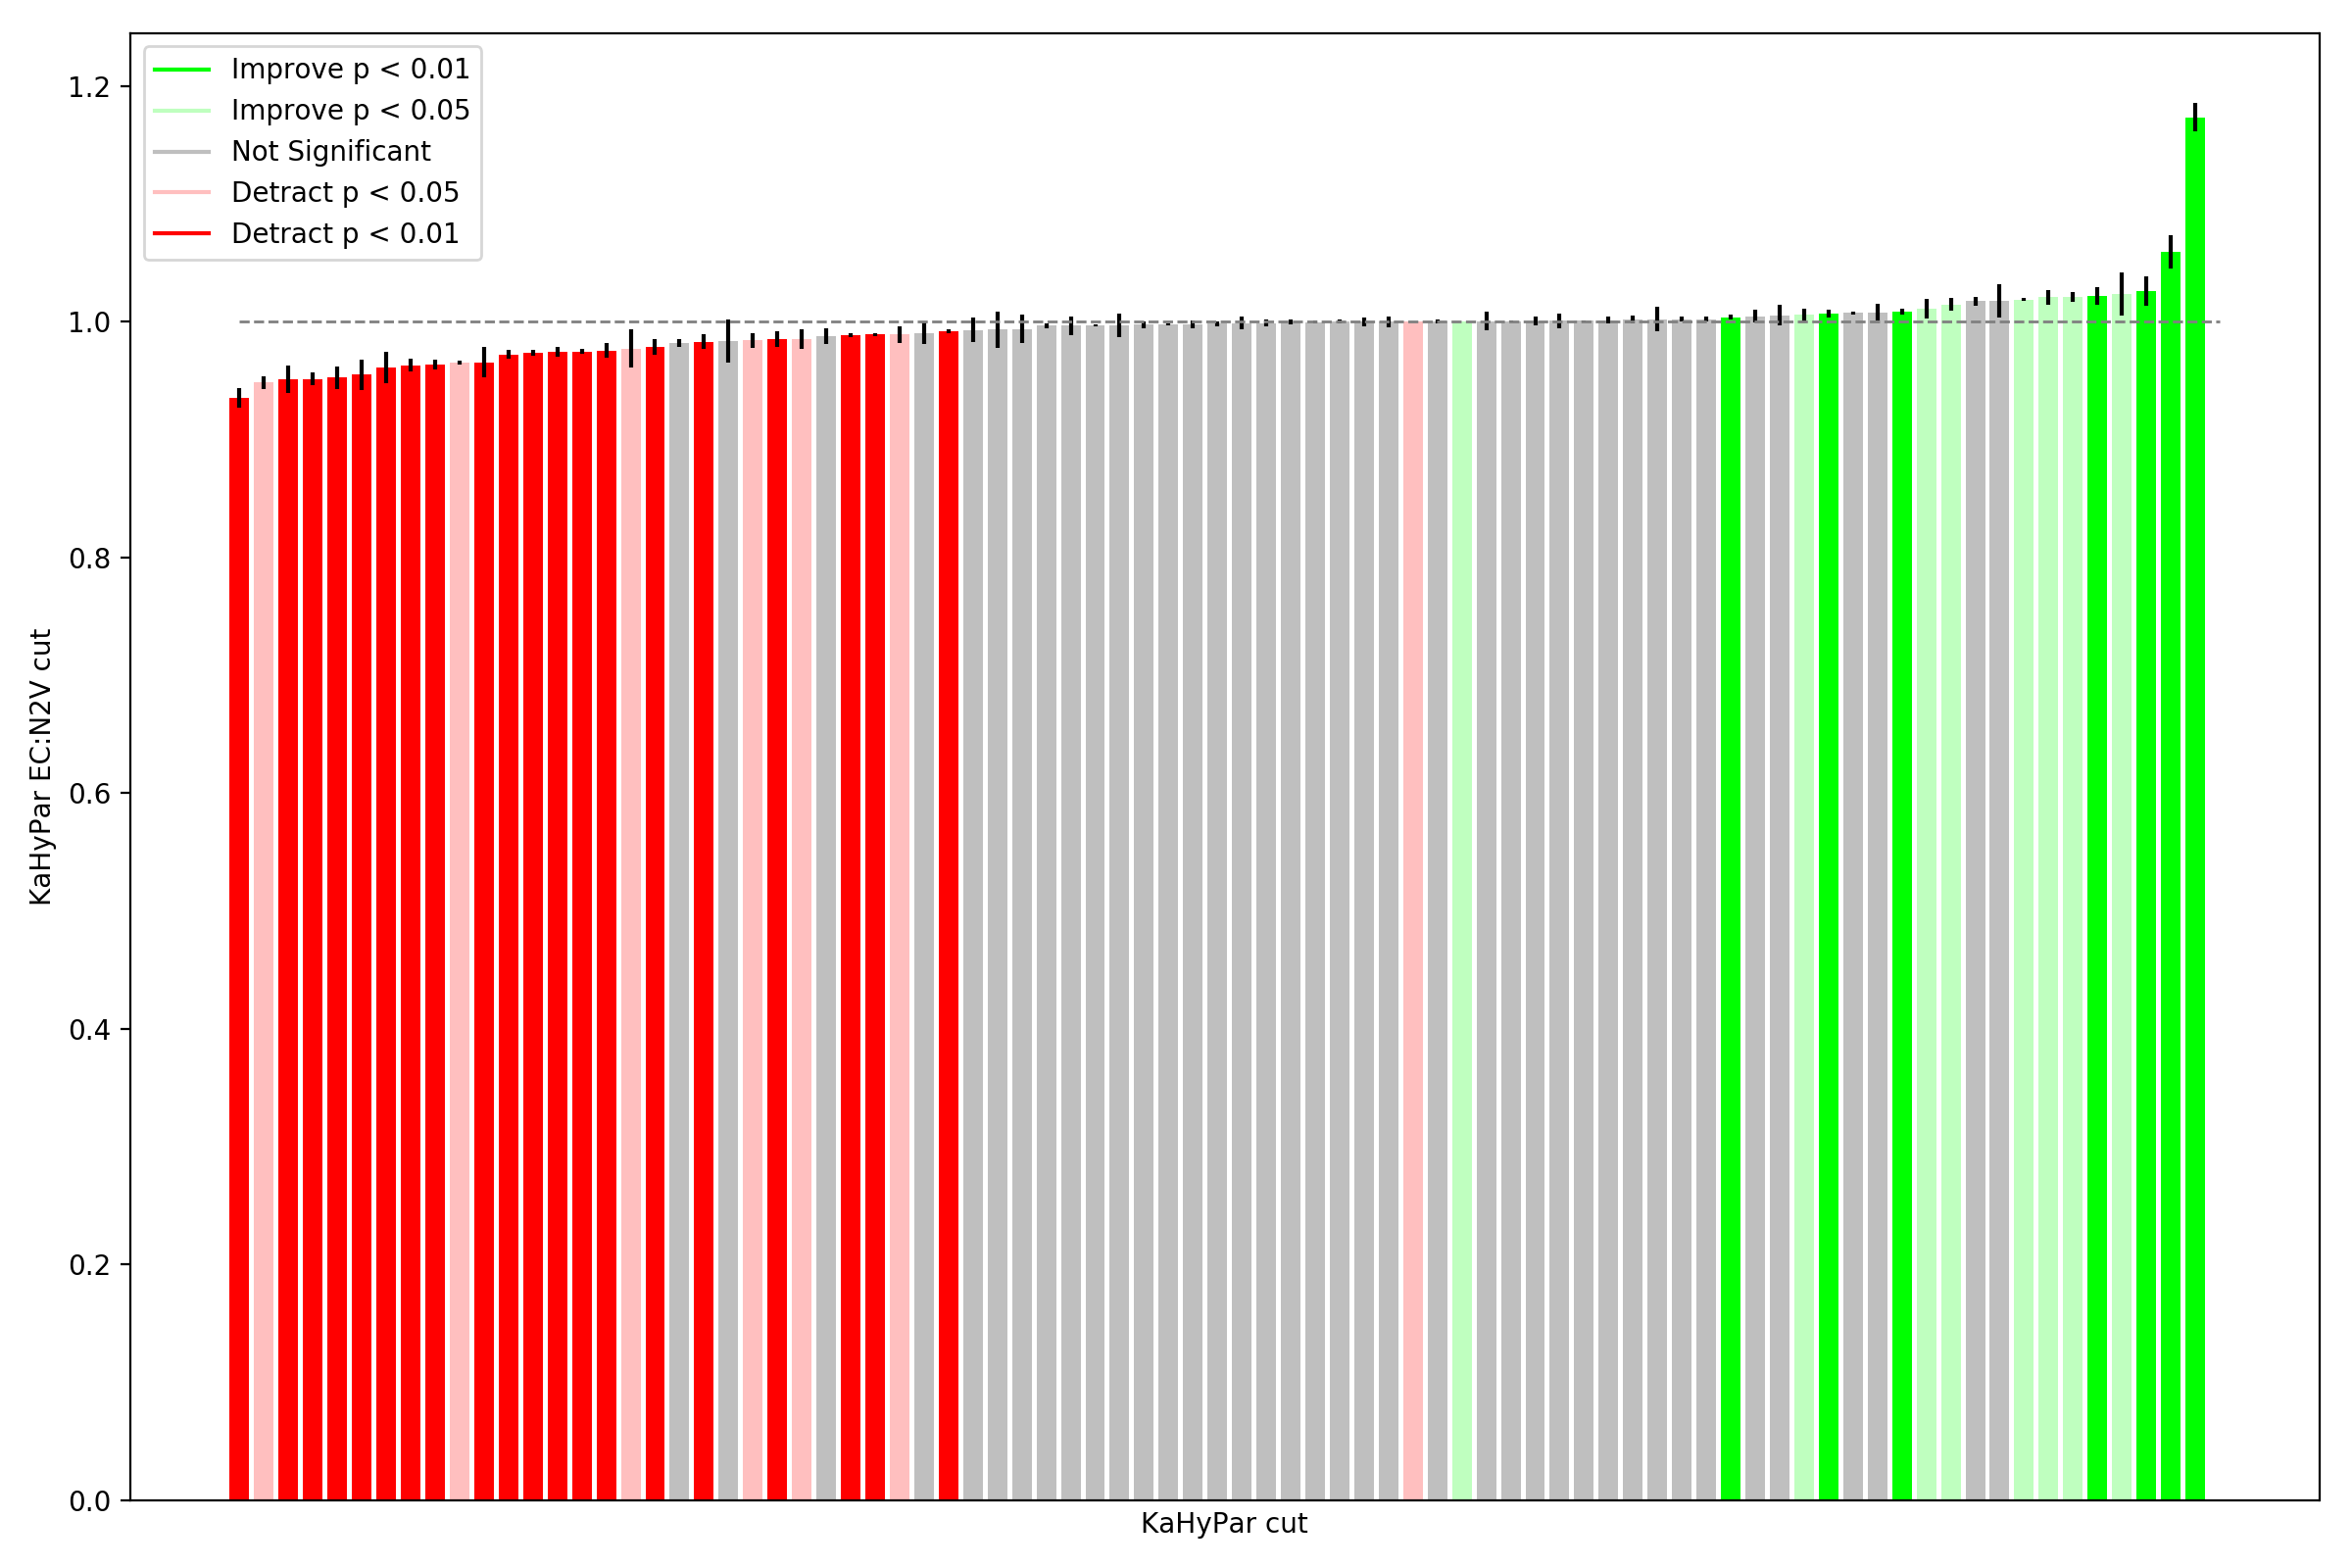 Improve p < 0.01
Improve p < 0.05
Not Significant
Detract p < 0.05
Detract p < 0.01
1.2
1.0
0.8
0.6
0.4
0.2
0.0
KaHyPar EC:N2V cut
KaHyPar cut